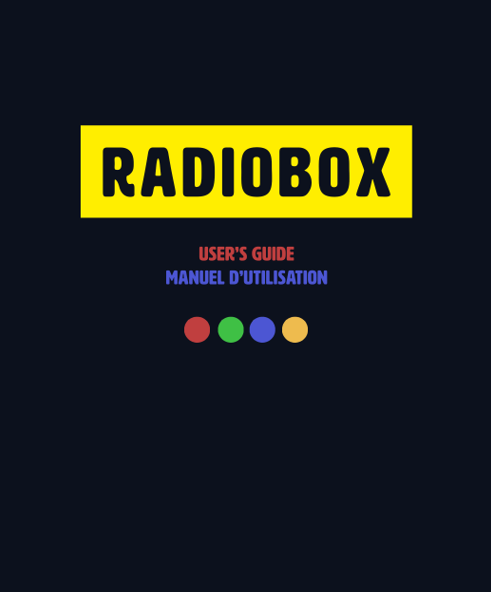 RADIOBOX
USER'S GUIDE
MANUEL D'UTILISATION